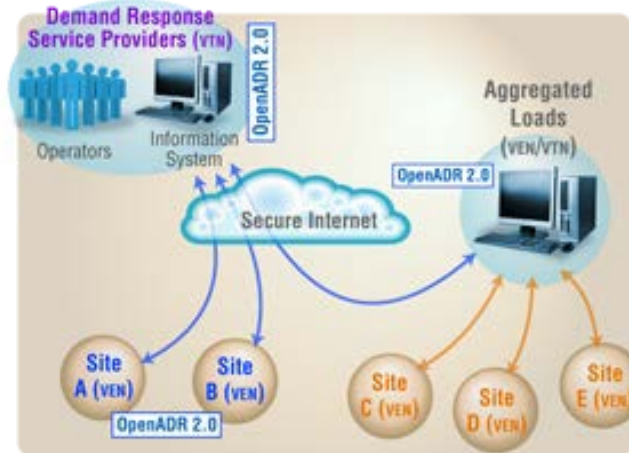 Demand Response
Service Providers (VTN)
OpenADR 2.0
Operators
Information
System
Aggregated
Loads
(VEN/VTN)
OpenADR 2.0
Secure Internet
Site
A (VEN)
Site
B (VEN)
OpenADR 2.0
Site
C (VEN)
Site
D (VEN)
Site
E (VEN)